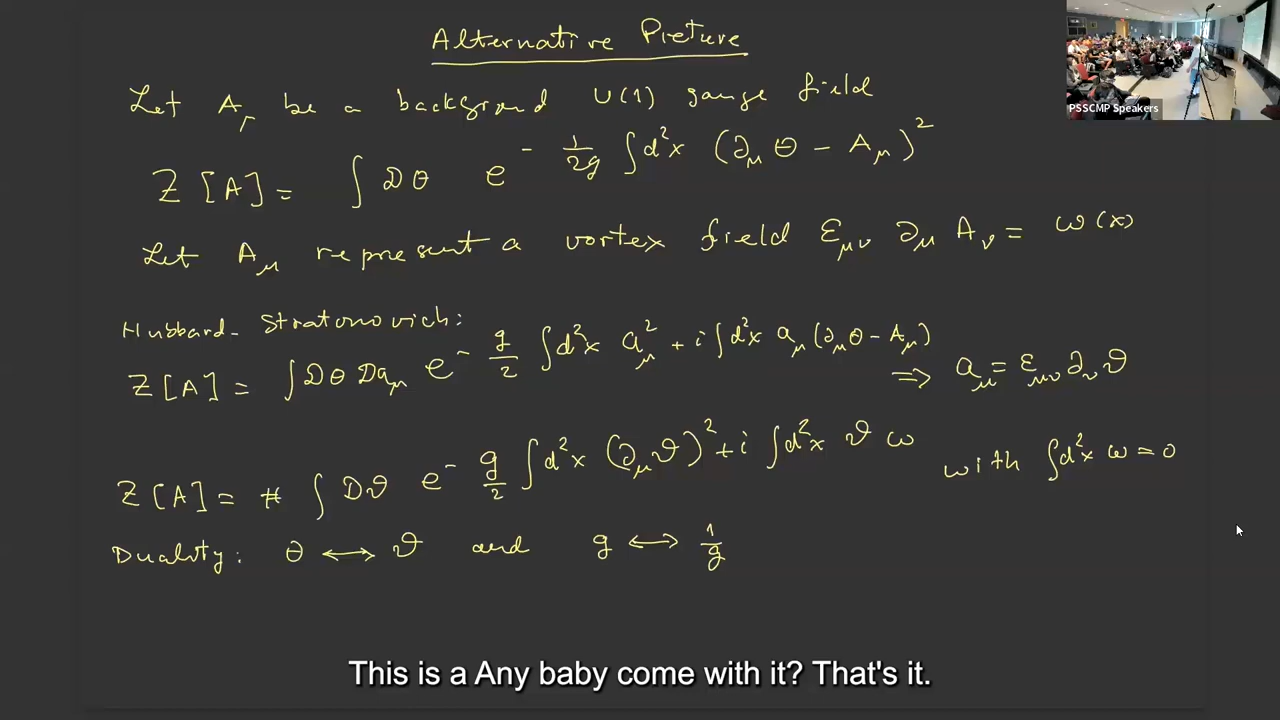 Alternative Picture
Let A_μ be a background U(1) gauge field
Z[A] = ∫ Dθ e^{- 1/2g ∫d²x (∂_μ θ - A_μ)²}
Let A_μ represent a vortex field ε_μν ∂_μ A_ν = ω(x)
Hubbard-Stratonovich:
Z[A] = ∫ Dθ Da_μ e^{- g/2 ∫d²x a_μ² + i ∫d²x a_μ (∂_μ θ - A_μ)} ⇒ a_μ = ε_μν ∂_ν ϑ
Z[A] = # ∫ Dϑ e^{- g/2 ∫d²x (∂_μ ϑ)² + i ∫d²x ϑ ω} with ∫d²x ω = 0
Duality: θ ↔ ϑ and g ↔ 1/g
PSSCMP Speakers
This is a Any baby come with it? That's it.